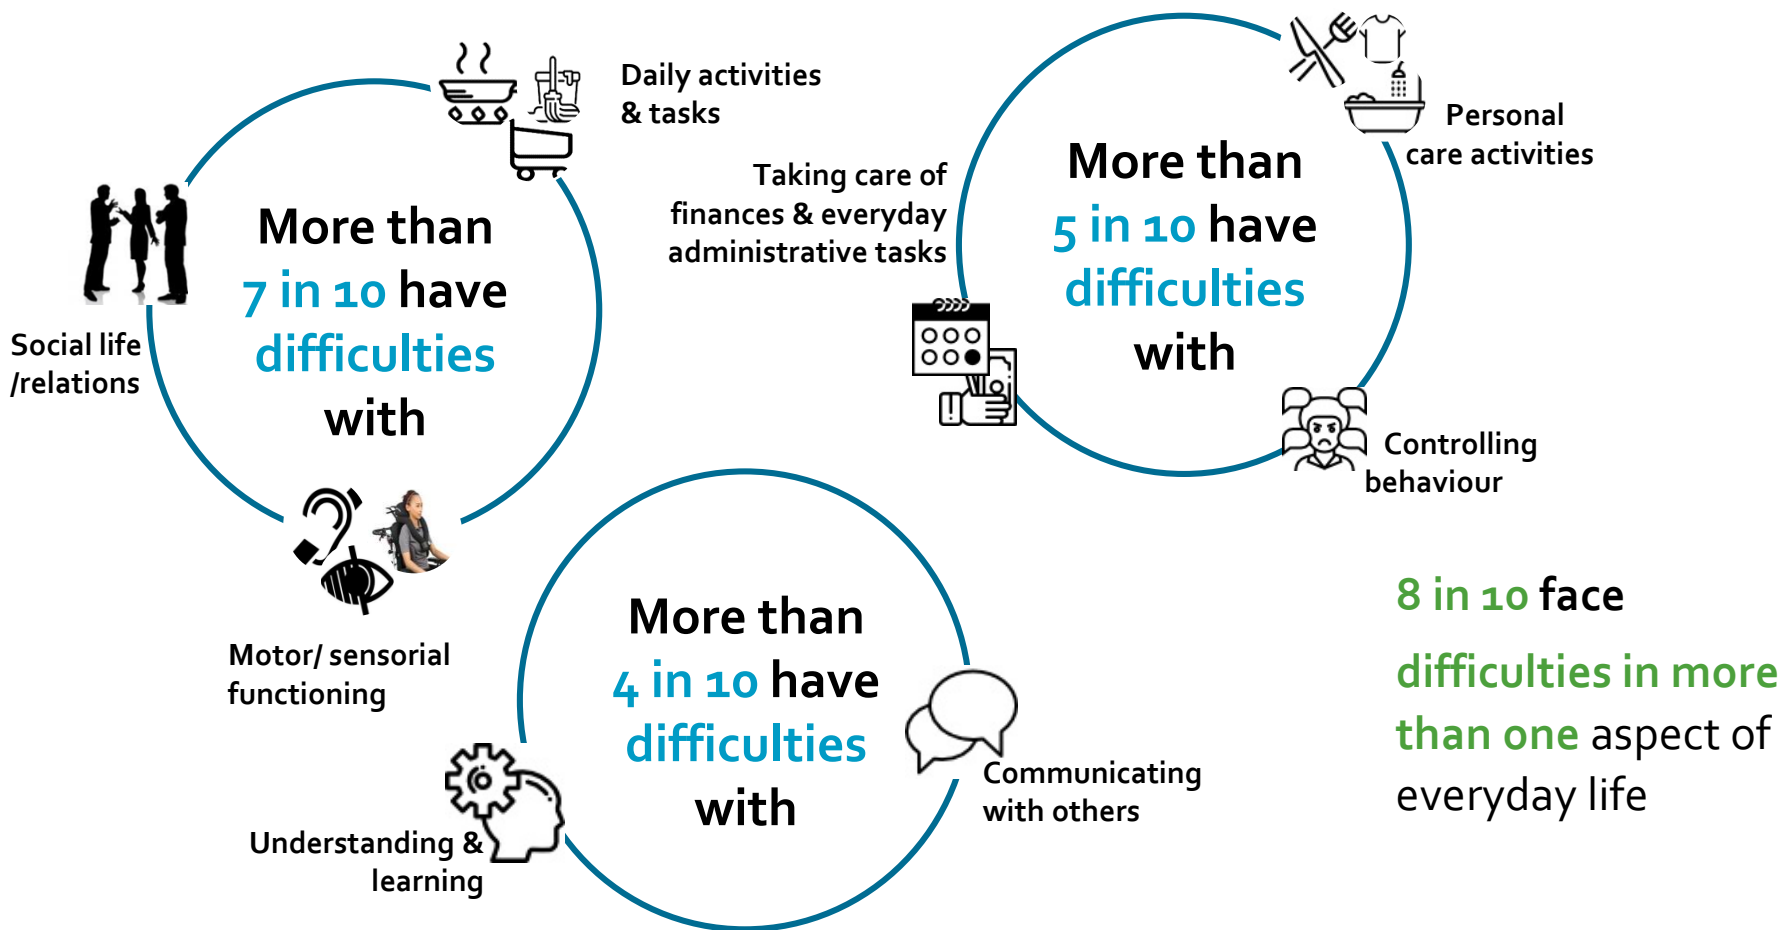 Daily activities
& tasks
More than
7 in 10 have
difficulties
with
Social life
/relations
Motor/ sensorial
functioning
Personal
care activities
Taking care of
finances & everyday
administrative tasks
More than
5 in 10 have
difficulties
with
Controlling
behaviour
More than
4 in 10 have
difficulties
with
Communicating
with others
Understanding &
learning
8 in 10 face
difficulties in more
than one aspect of
everyday life